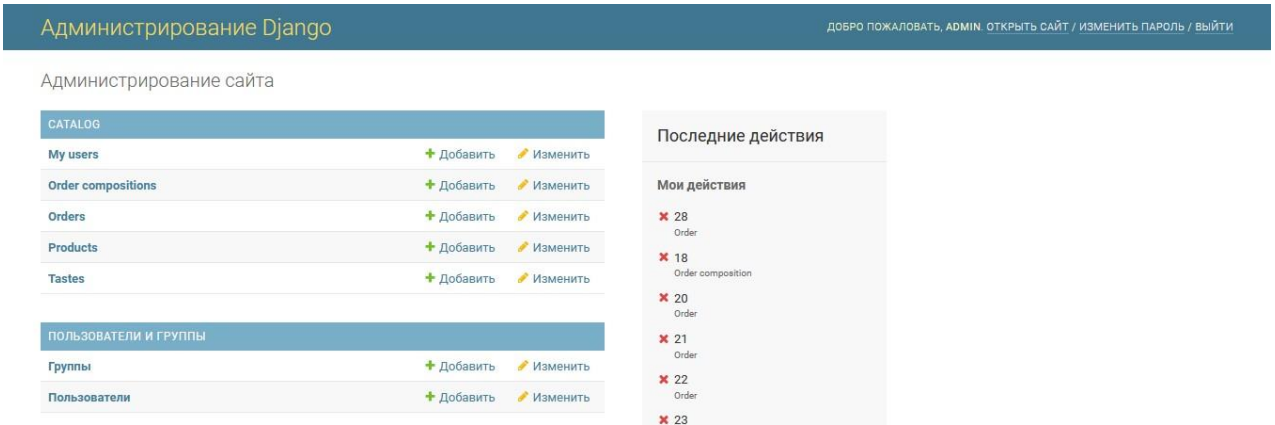 Администрирование Django
ДОБРО ПОЖАЛОВАТЬ, ADMIN. ОТКРЫТЬ САЙТ / ИЗМЕНИТЬ ПАРОЛЬ / ВЫЙТИ
Администрирование сайта
CATALOG
My users Добавить Изменить
Order compositions Добавить Изменить
Orders Добавить Изменить
Products Добавить Изменить
Tastes Добавить Изменить
ПОЛЬЗОВАТЕЛИ И ГРУППЫ
Группы Добавить Изменить
Пользователи Добавить Изменить
Последние действия
Мои действия
28
Order
18
Order composition
20
Order
21
Order
22
Order
23